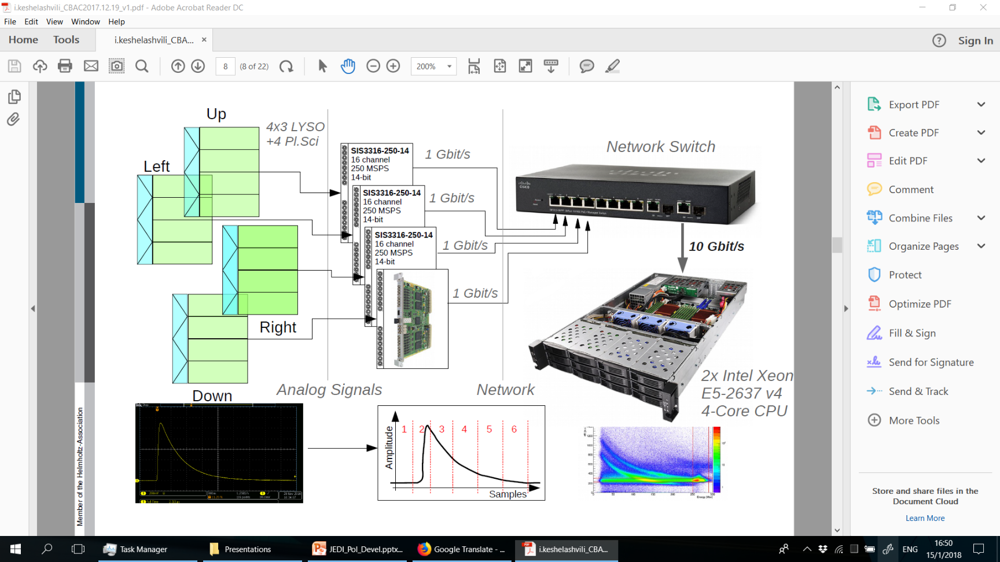 i.keshelashvili_CBAC2017.12.19_v1.pdf - Adobe Acrobat Reader DC
File Edit View Window Help
Home Tools i.keshelashvili_CBA... × Sign In
8 (8 of 22) 200%
Export PDF
Create PDF
Edit PDF
Comment
Combine Files
Organize Pages
Protect
Optimize PDF
Fill & Sign
Send for Signature
Send & Track
More Tools
Store and share files in the
Document Cloud
Learn More
Up
Left
Right
Down
4x3 LYSO
+4 Pl.Sci
SIS3316-250-14
16 channel
250 MSPS
14-bit
SIS3316-250-14
16 channel
250 MSPS
14-bit
SIS3316-250-14
16 channel
250 MSPS
14-bit
1 Gbit/s
1 Gbit/s
1 Gbit/s
1 Gbit/s
Network Switch
CISCO
10 Gbit/s
2x Intel Xeon
E5-2637 v4
4-Core CPU
Analog Signals
Network
Member of the Helmholtz-Association
Amplitude
1 2 3 4 5 6
Samples
Task Manager
Presentations
JEDI_Pol_Devel.pptx...
Google Translate - ...
i.keshelashvili_CBA...
ENG
16:50
15/1/2018